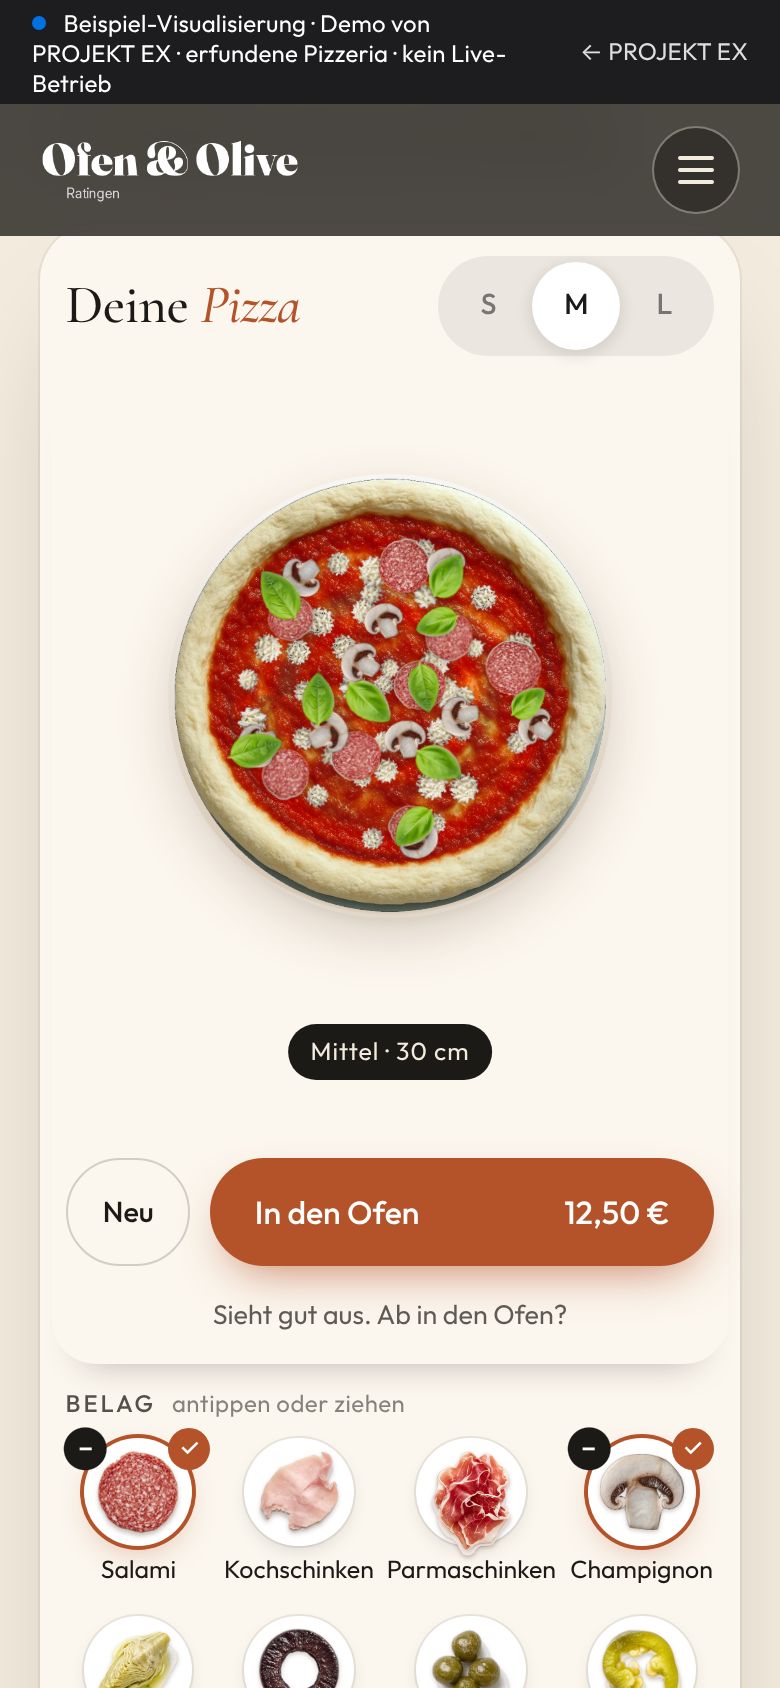 Beispiel-Visualisierung · Demo von
PROJEKT EX · erfundene Pizzeria · kein Live-
Betrieb
← PROJEKT EX
Ofen & Olive
Ratingen
Deine Pizza
S M L
Mittel · 30 cm
Neu
In den Ofen 12,50 €
Sieht gut aus. Ab in den Ofen?
BELAG antippen oder ziehen
Salami Kochschinken Parmaschinken Champignon